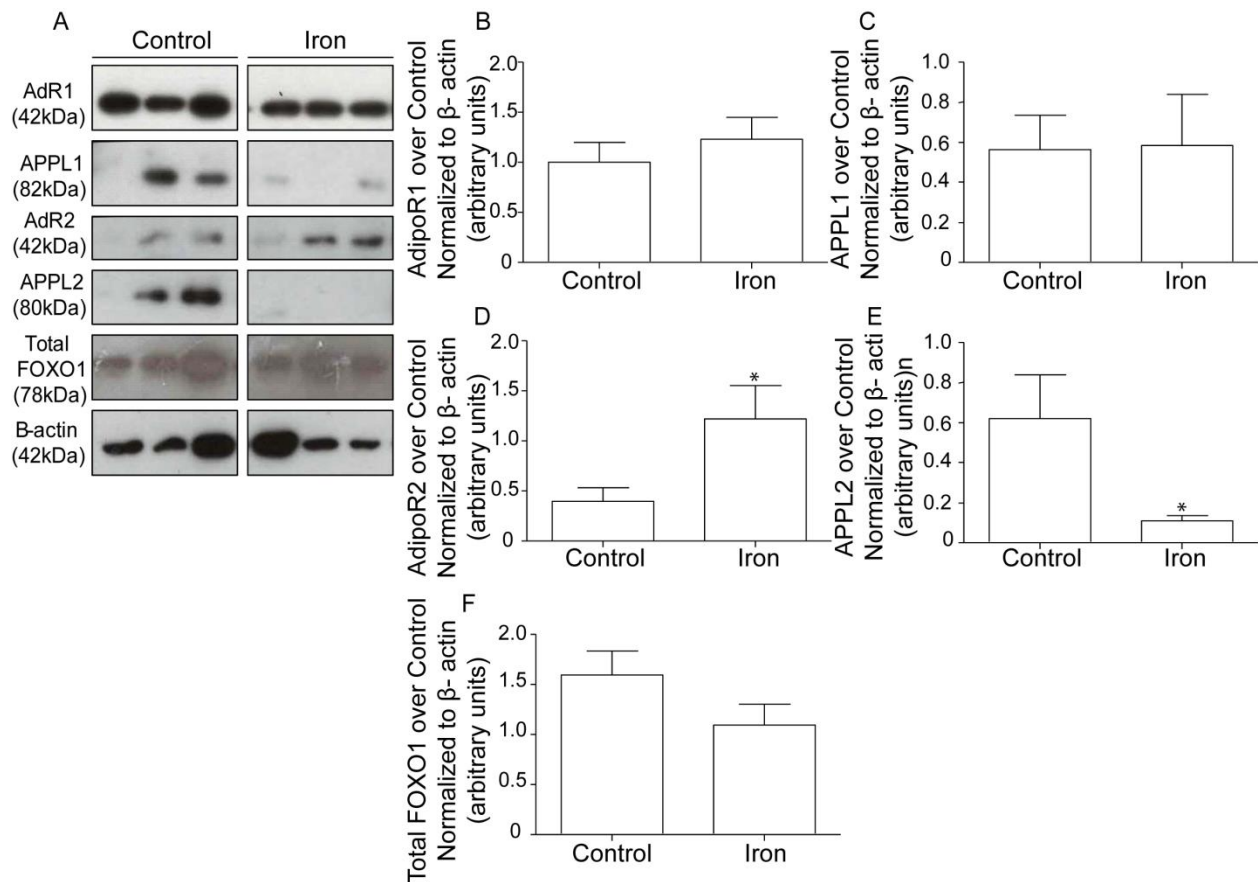 A
Control Iron
AdR1
(42kDa)
APPL1
(82kDa)
AdR2
(42kDa)
APPL2
(80kDa)
Total
FOXO1
(78kDa)
B-actin
(42kDa)
B
AdipoR1 over Control
Normalized to β- actin
(arbitrary units)
2.0
1.5
1.0
0.5
0
Control Iron
C
APPL1 over Control
Normalized to β- actin
(arbitrary units)
1.0
0.8
0.6
0.4
0.2
0
Control Iron
D
AdipoR2 over Control
Normalized to β- actin
(arbitrary units)
2.0
1.5
1.0
0.5
0
*
Control Iron
E
APPL2 over Control
Normalized to β- acti
(arbitrary units)n
1.0
0.8
0.6
0.4
0.2
0
*
Control Iron
F
Total FOXO1 over Control
Normalized to β- actin
(arbitrary units)
2.0
1.5
1.0
0.5
0
Control Iron